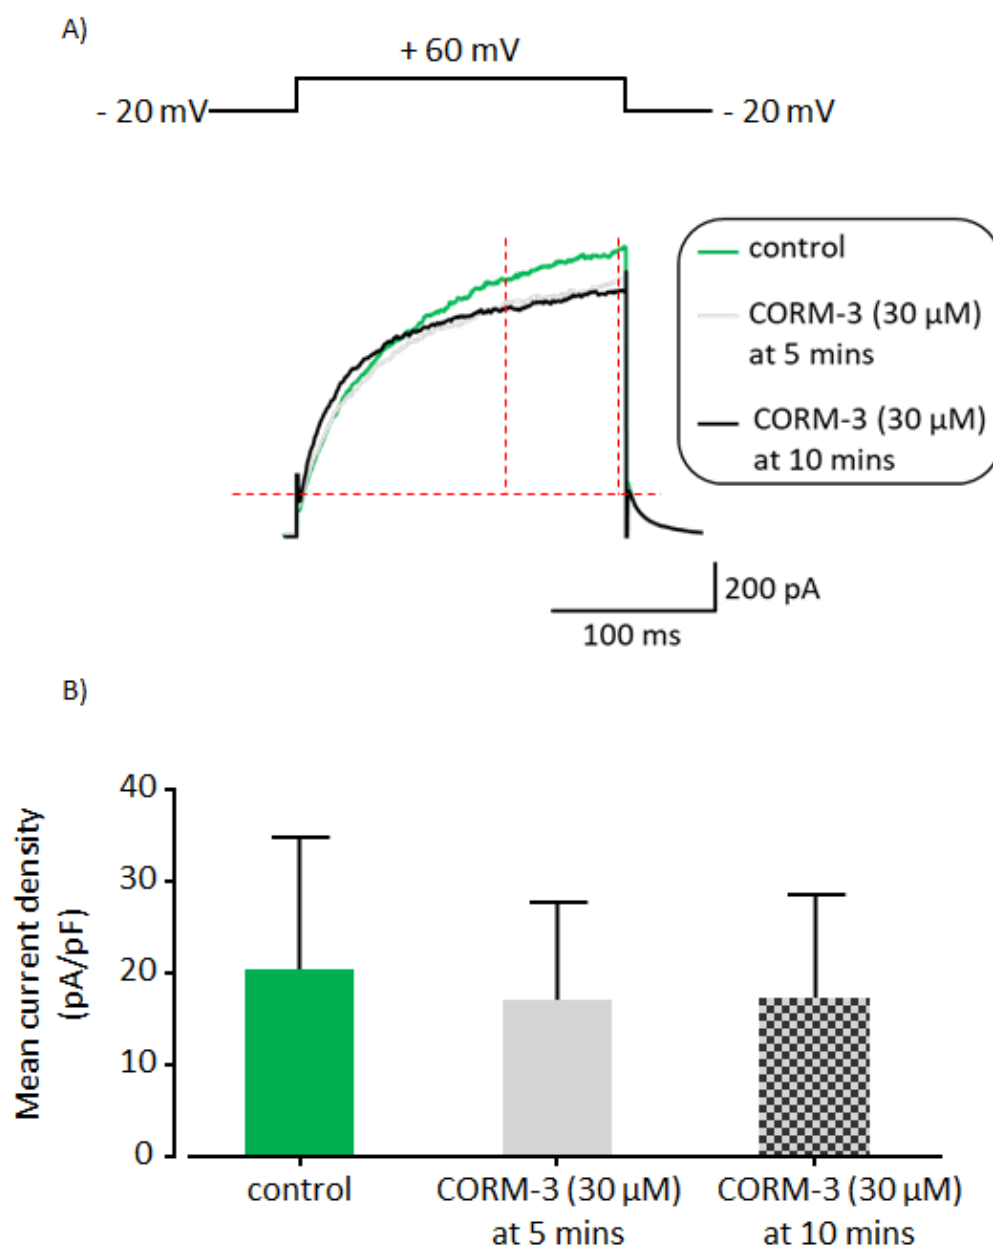 A)
+ 60 mV
- 20 mV
- 20 mV
control
CORM-3 (30 µM)
at 5 mins
CORM-3 (30 µM)
at 10 mins
200 pA
100 ms
B)
Mean current density
(pA/pF)
40
30
20
10
0
control
CORM-3 (30 µM)
at 5 mins
CORM-3 (30 µM)
at 10 mins